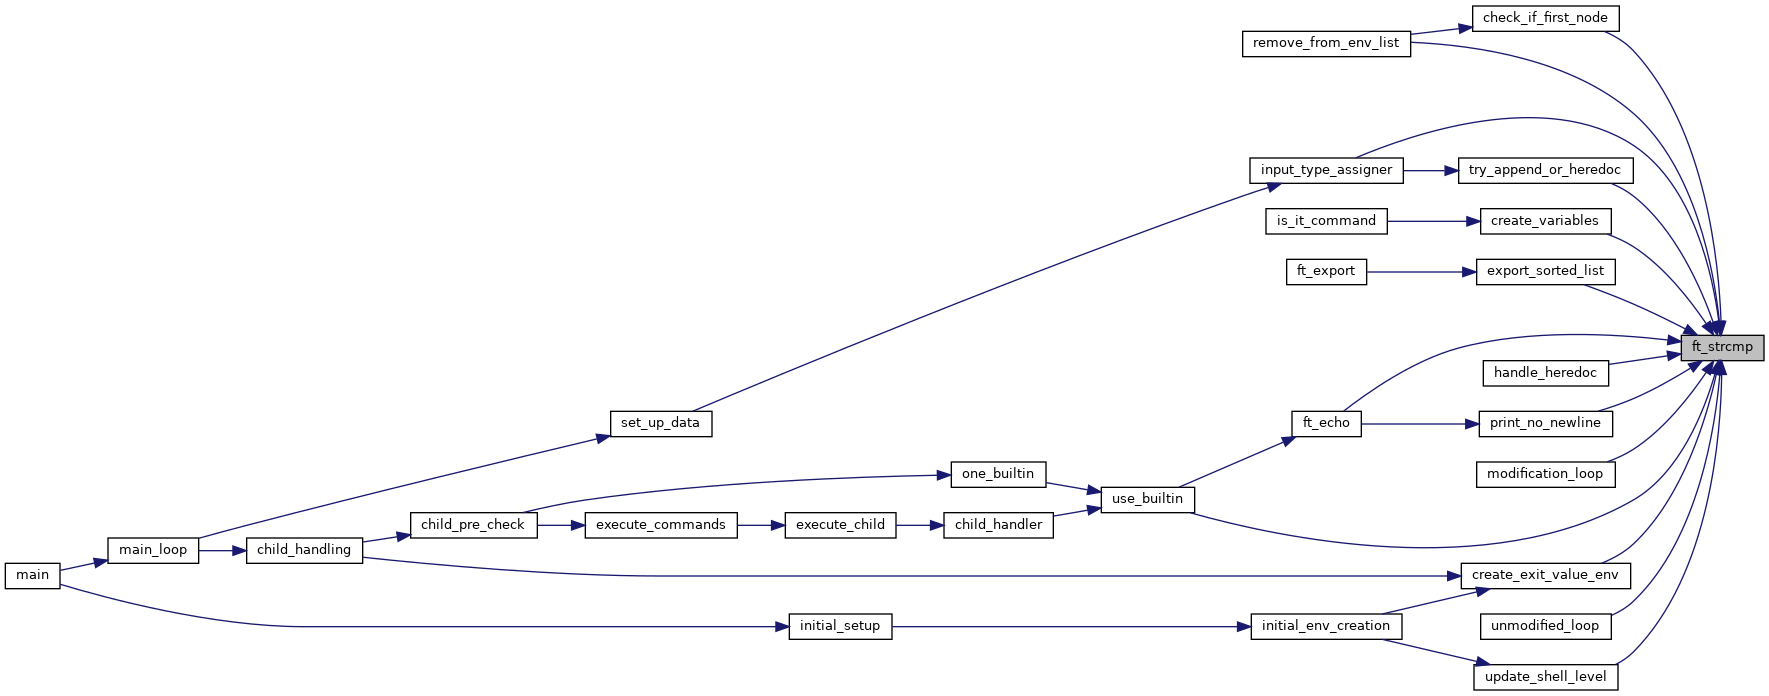 check_if_first_node
remove_from_env_list
input_type_assigner
try_append_or_heredoc
is_it_command
create_variables
ft_export
export_sorted_list
ft_strcmp
handle_heredoc
set_up_data
ft_echo
print_no_newline
one_builtin
modification_loop
use_builtin
child_pre_check
execute_commands
execute_child
child_handler
main_loop
child_handling
main
create_exit_value_env
initial_setup
initial_env_creation
unmodified_loop
update_shell_level